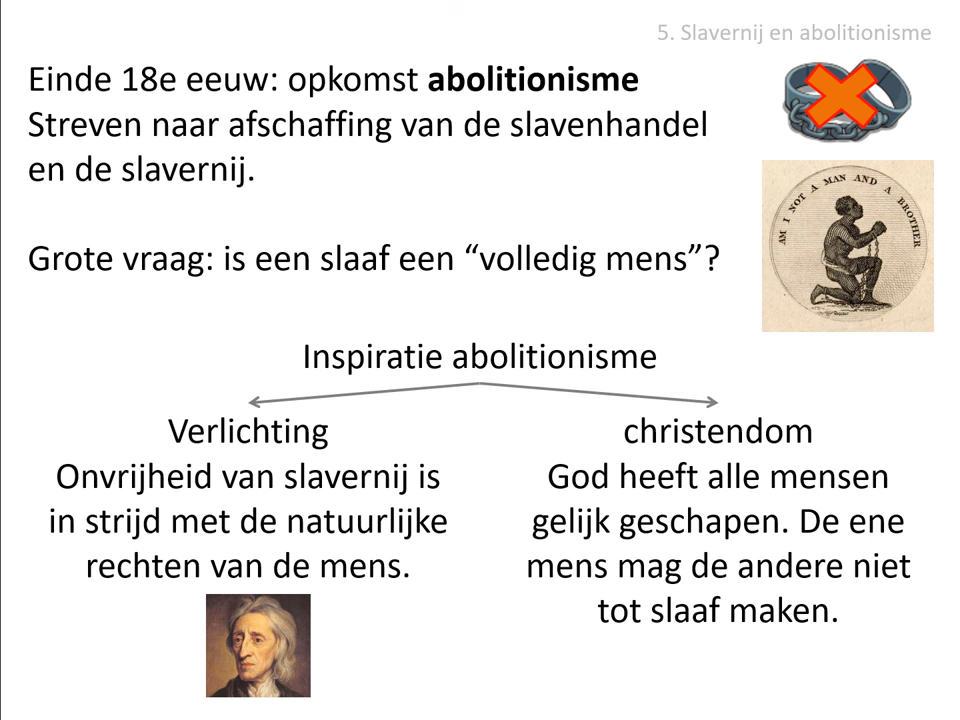 5. Slavernij en abolitionisme
Einde 18e eeuw: opkomst abolitionisme
Streven naar afschaffing van de slavenhandel
en de slavernij.
AM I NOT A MAN AND A BROTHER
Grote vraag: is een slaaf een “volledig mens”?
Inspiratie abolitionisme
Verlichting
Onvrijheid van slavernij is
in strijd met de natuurlijke
rechten van de mens.
christendom
God heeft alle mensen
gelijk geschapen. De ene
mens mag de andere niet
tot slaaf maken.